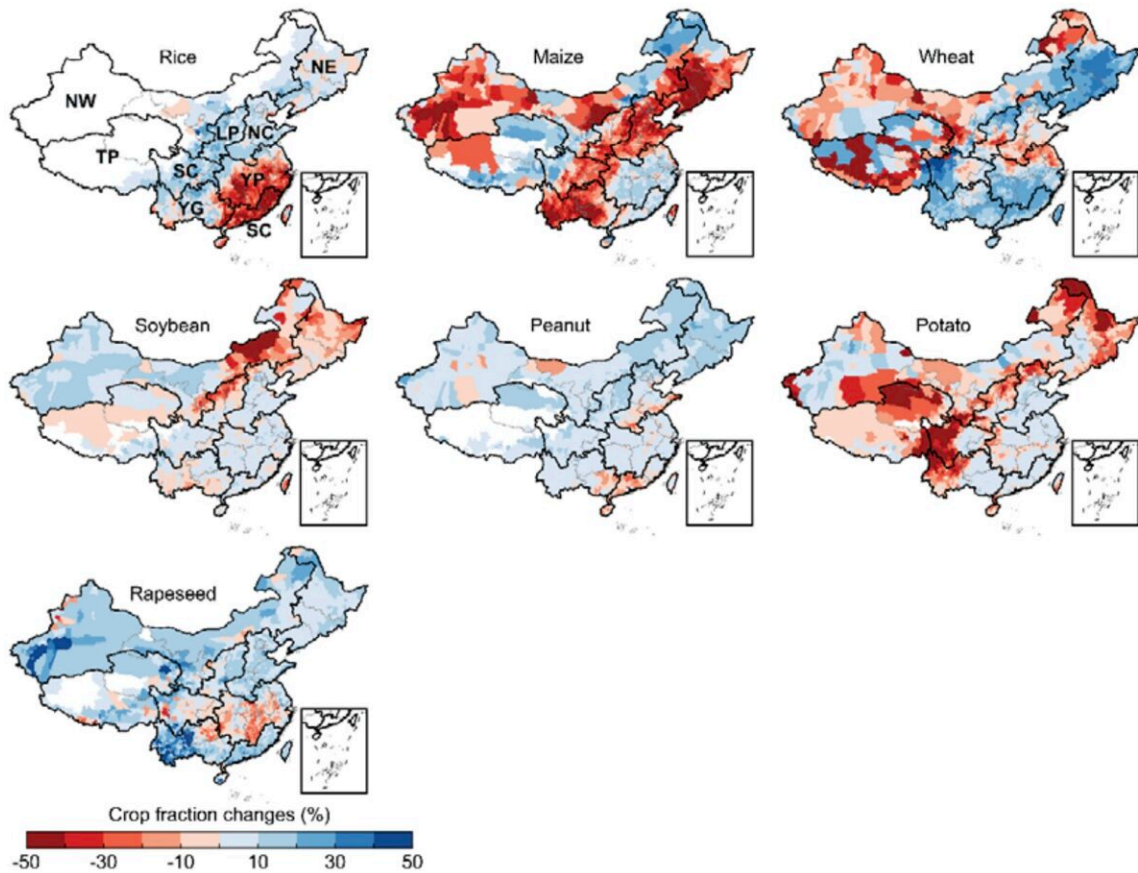 Rice
Maize
Wheat
NE
NW
LP NC
TP
SC
YP
YG
SC
Soybean
Peanut
Potato
Rapeseed
Crop fraction changes (%)
-50 -30 -10 10 30 50